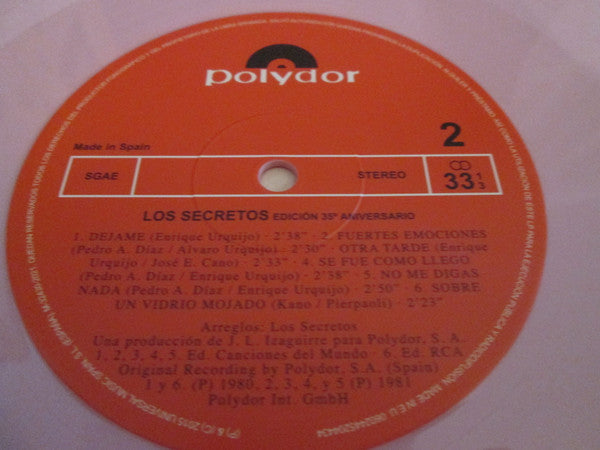 polydor
Made in Spain
2
SGAE
STEREO
33 1/3
LOS SECRETOS EDICIÓN 35º ANIVERSARIO
1. DEJAME (Enrique Urquijo) · 2'38" · 2. FUERTES EMOCIONES
(Pedro A. Díaz / Alvaro Urquijo) · 2'30" · OTRA TARDE (Enrique
Urquijo / José E. Cano) · 2'33" · 4. SE FUE COMO LLEGO
(Pedro A. Díaz / Enrique Urquijo) · 2'38" · 5. NO ME DIGAS
NADA (Pedro A. Díaz / Enrique Urquijo) · 2'50" · 6. SOBRE
UN VIDRIO MOJADO (Kano / Pierpaoli) · 2'23"
Arreglos: Los Secretos
Una producción de J. L. Izaguirre para Polydor, S. A.
1, 2, 3, 4, 5. Ed. Canciones del Mundo · 6. Ed. RCA.
Original Recording by Polydor, S.A. (Spain)
1 y 6. (P) 1980, 2, 3, 4, y 5 (P) 1981
Polydor Int. GmbH